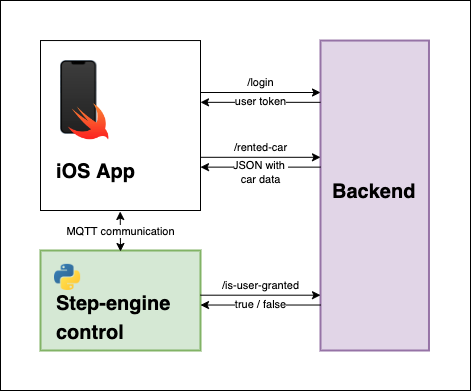 /login
user token
iOS App
/rented-car
JSON with
car data
Backend
MQTT communication
Step-engine
control
/is-user-granted
true / false